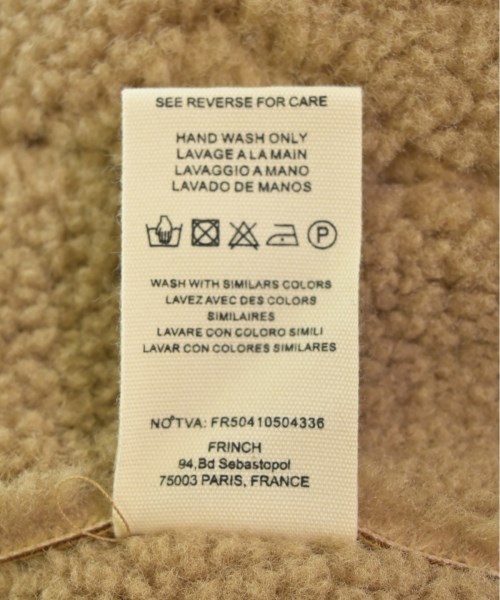 SEE REVERSE FOR CARE
HAND WASH ONLY
LAVAGE A LA MAIN
LAVAGGIO A MANO
LAVADO DE MANOS
P
WASH WITH SIMILARS COLORS
LAVEZ AVEC DES COLORS
SIMILAIRES
LAVARE CON COLORO SIMILI
LAVAR CON COLORES SIMILARES
NO°TVA: FR50410504336
FRINCH
94,Bd Sebastopol
75003 PARIS, FRANCE